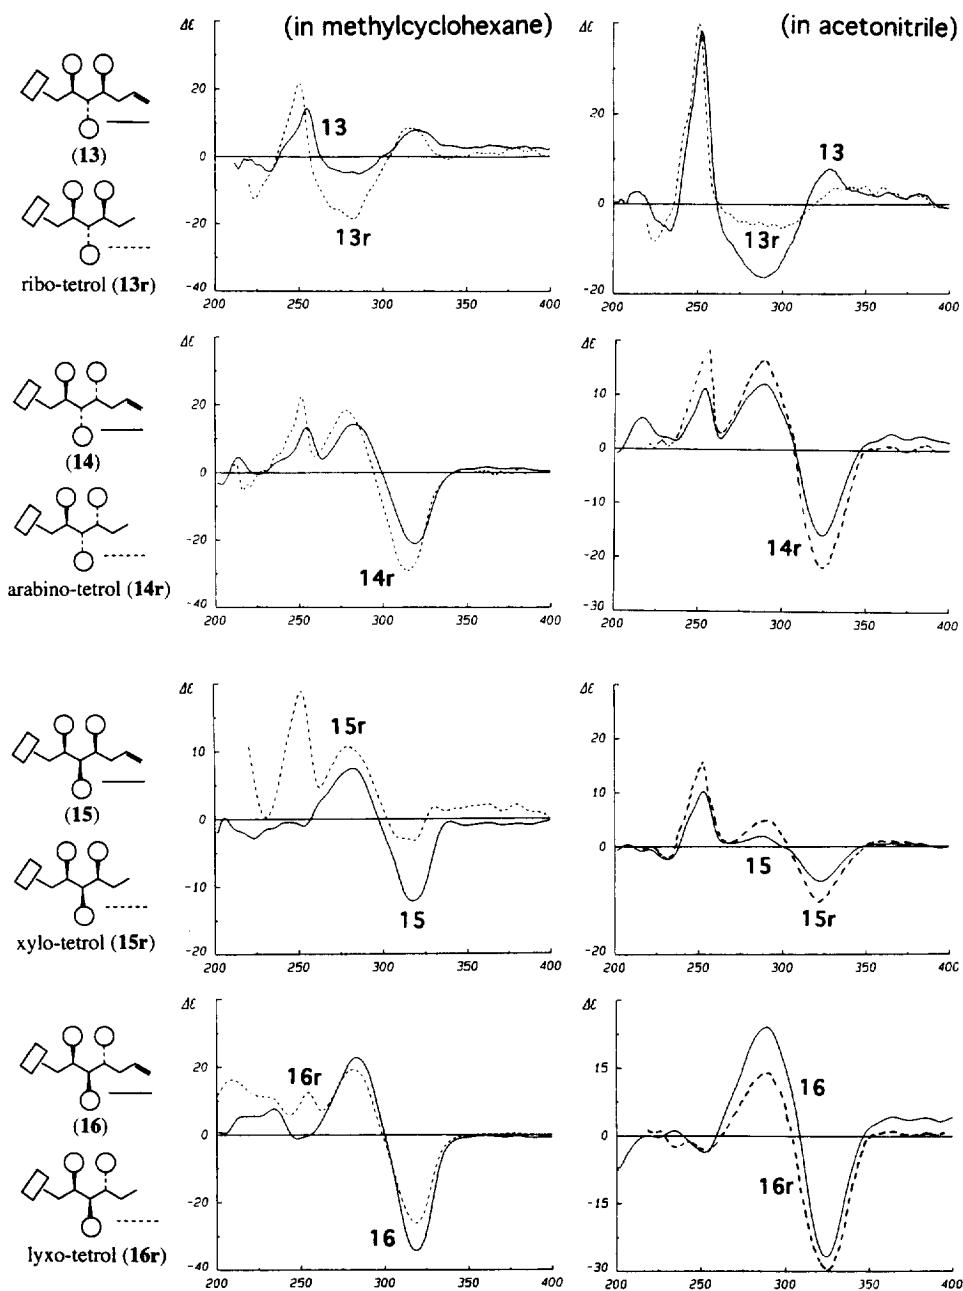 (in methylcyclohexane) (in acetonitrile)
Δε
20
0
-20
-40
200 250 300 350 400
13
13r
Δε
20
0
-20
200 250 300 350 400
13
13r
(13)
ribo-tetrol (13r)
Δε
20
0
-20
-40
200 250 300 350 400
14r
Δε
10
0
-10
-20
-30
200 250 300 350 400
14r
(14)
arabino-tetrol (14r)
Δε
10
0
-10
-20
200 250 300 350 400
15r
15
Δε
20
10
0
-20
200 250 300 350 400
15
15r
(15)
xylo-tetrol (15r)
Δε
20
0
-20
-40
200 250 300 350 400
16r
16
Δε
15
0
-15
-30
200 250 300 350 400
16
16r
(16)
lyxo-tetrol (16r)